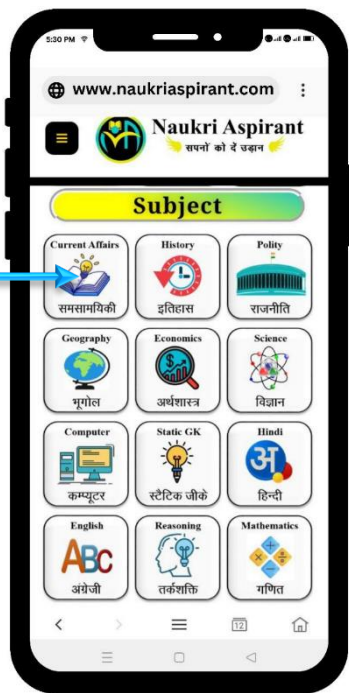 5:30 PM
www.naukriaspirant.com
Naukri Aspirant
सपनों को दें उड़ान
Subject
Current Affairs History Polity
समसामयिकी इतिहास राजनीति
Geography Economics Science
भूगोल अर्थशास्त्र विज्ञान
Computer Static GK Hindi
अ
कम्प्यूटर स्टैटिक जीके हिन्दी
English Reasoning Mathematics
ABC
अंग्रेजी तर्कशक्ति गणित
12